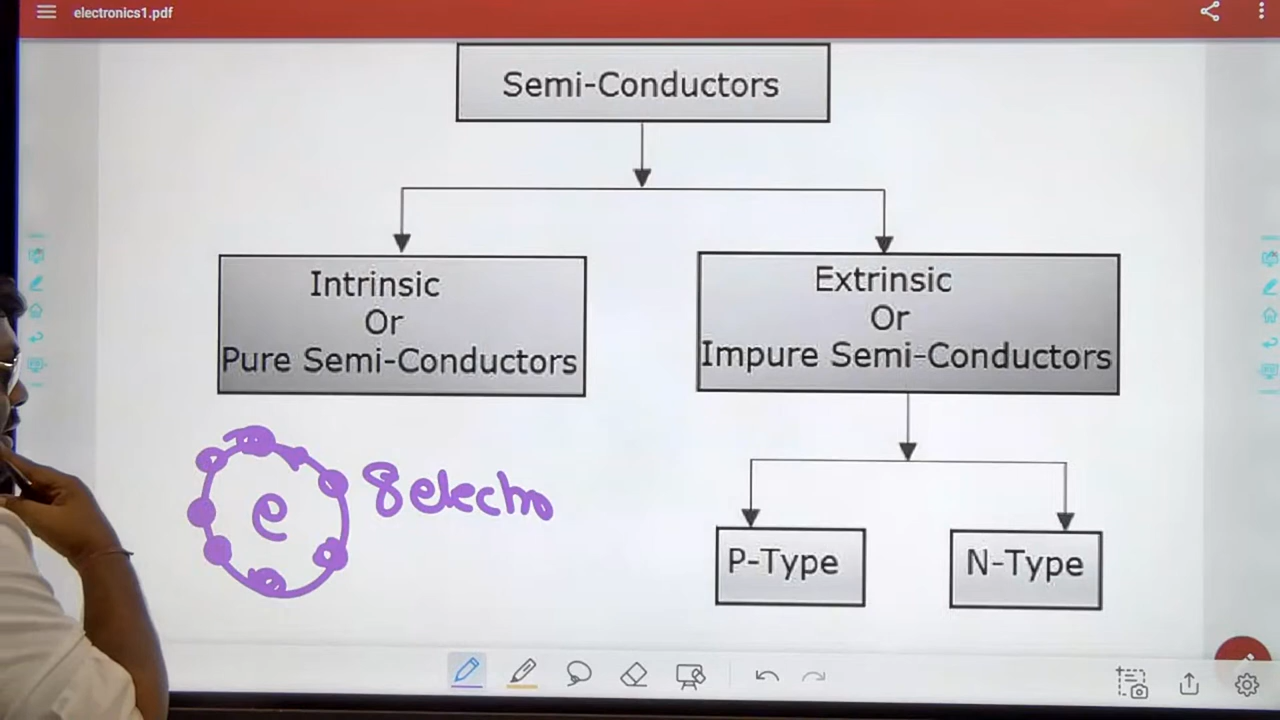 electronics1.pdf
Semi-Conductors
Intrinsic
Or
Pure Semi-Conductors
Extrinsic
Or
Impure Semi-Conductors
e
8 electro
P-Type
N-Type